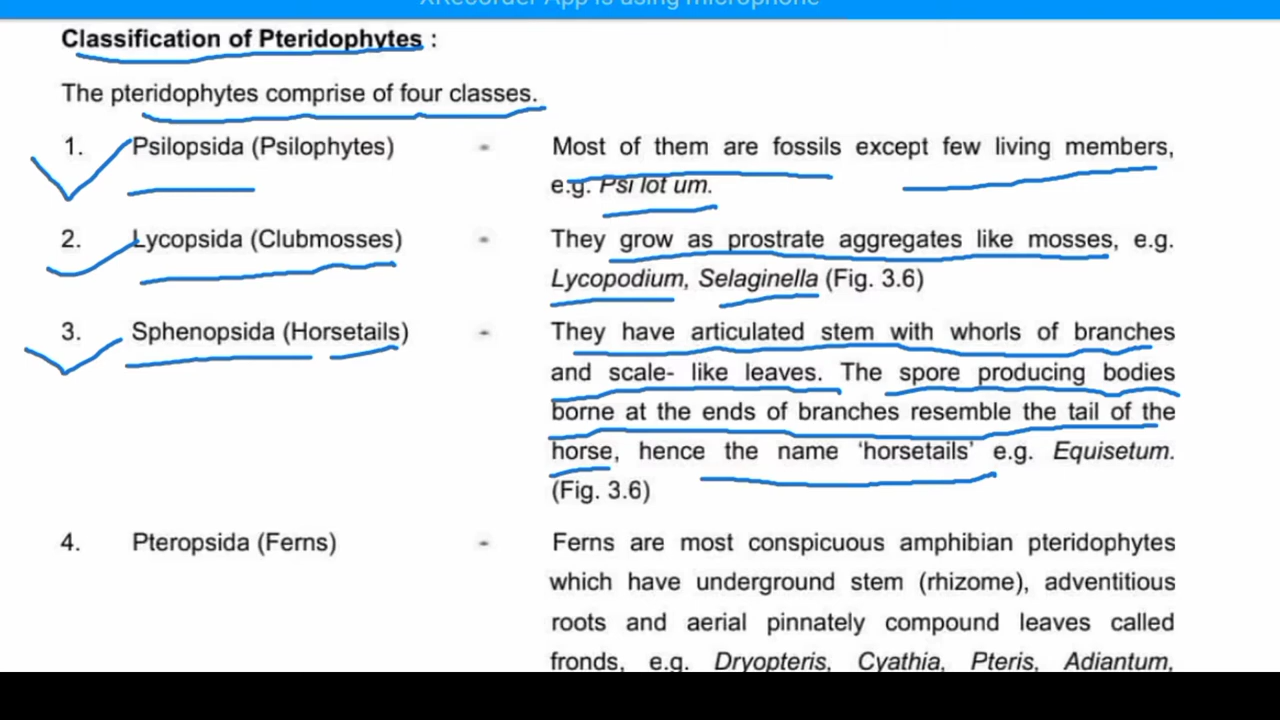 XRecorder App is using microphone
Classification of Pteridophytes :
The pteridophytes comprise of four classes.
1. Psilopsida (Psilophytes) - Most of them are fossils except few living members,
e.g. Psi lot um.
2. Lycopsida (Clubmosses) - They grow as prostrate aggregates like mosses, e.g.
Lycopodium, Selaginella (Fig. 3.6)
3. Sphenopsida (Horsetails) - They have articulated stem with whorls of branches
and scale- like leaves. The spore producing bodies
borne at the ends of branches resemble the tail of the
horse, hence the name ‘horsetails’ e.g. Equisetum.
(Fig. 3.6)
4. Pteropsida (Ferns) - Ferns are most conspicuous amphibian pteridophytes
which have underground stem (rhizome), adventitious
roots and aerial pinnately compound leaves called
fronds, e.g. Dryopteris, Cyathia, Pteris, Adiantum,